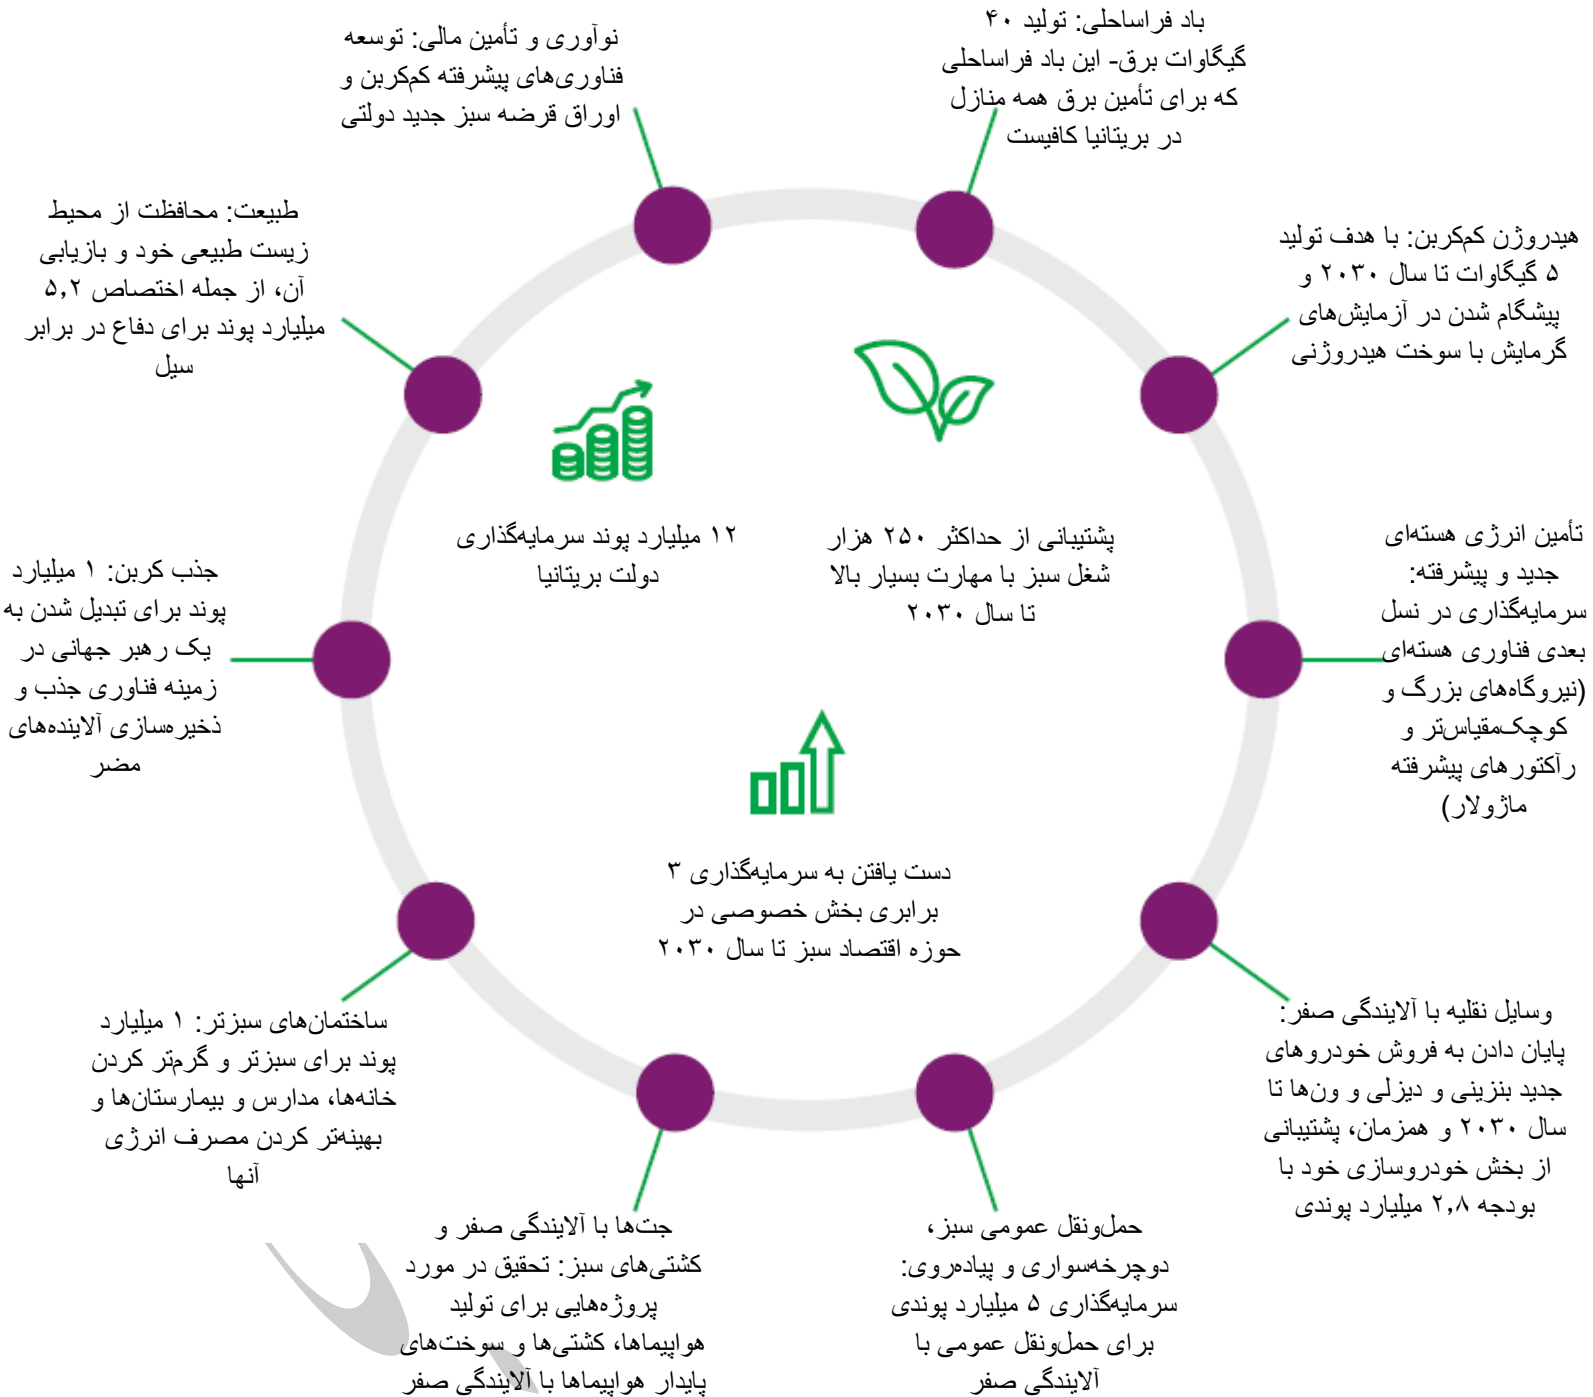 باد فراساحلی: تولید ۴۰
گیگاوات برق- این باد فراساحلی
که برای تأمین برق همه منازل
در بریتانیا کافیست
هیدروژن کم‌کربن: با هدف تولید
۵ گیگاوات تا سال ۲۰۳۰ و
پیشگام شدن در آزمایش‌های
گرمایش با سوخت هیدروژنی
تأمین انرژی هسته‌ای
جدید و پیشرفته:
سرمایه‌گذاری در نسل
بعدی فناوری هسته‌ای
(نیروگاه‌های بزرگ و
کوچک‌مقیاس‌تر و
رآکتورهای پیشرفته
ماژولار)
وسایل نقلیه با آلایندگی صفر:
پایان دادن به فروش خودروهای
جدید بنزینی و دیزلی و ون‌ها تا
سال ۲۰۳۰ و همزمان، پشتیبانی
از بخش خودروسازی خود با
بودجه ۲,۸ میلیارد پوندی
حمل‌ونقل عمومی سبز،
دوچرخه‌سواری و پیاده‌روی:
سرمایه‌گذاری ۵ میلیارد پوندی
برای حمل‌ونقل عمومی با
آلایندگی صفر
جت‌ها با آلایندگی صفر و
کشتی‌های سبز: تحقیق در مورد
پروژه‌هایی برای تولید
هواپیماها، کشتی‌ها و سوخت‌های
پایدار هواپیماها با آلایندگی صفر
ساختمان‌های سبزتر: ۱ میلیارد
پوند برای سبزتر و گرم‌تر کردن
خانه‌ها، مدارس و بیمارستان‌ها و
بهینه‌تر کردن مصرف انرژی
آنها
جذب کربن: ۱ میلیارد
پوند برای تبدیل شدن به
یک رهبر جهانی در
زمینه فناوری جذب و
ذخیره‌سازی آلاینده‌های
مضر
طبیعت: محافظت از محیط
زیست طبیعی خود و بازیابی
آن، از جمله اختصاص ۵,۲
میلیارد پوند برای دفاع در برابر
سیل
نوآوری و تأمین مالی: توسعه
فناوری‌های پیشرفته کم‌کربن و
اوراق قرضه سبز جدید دولتی
پشتیبانی از حداکثر ۲۵۰ هزار
شغل سبز با مهارت بسیار بالا
تا سال ۲۰۳۰
۱۲ میلیارد پوند سرمایه‌گذاری
دولت بریتانیا
دست یافتن به سرمایه‌گذاری ۳
برابری بخش خصوصی در
حوزه اقتصاد سبز تا سال ۲۰۳۰